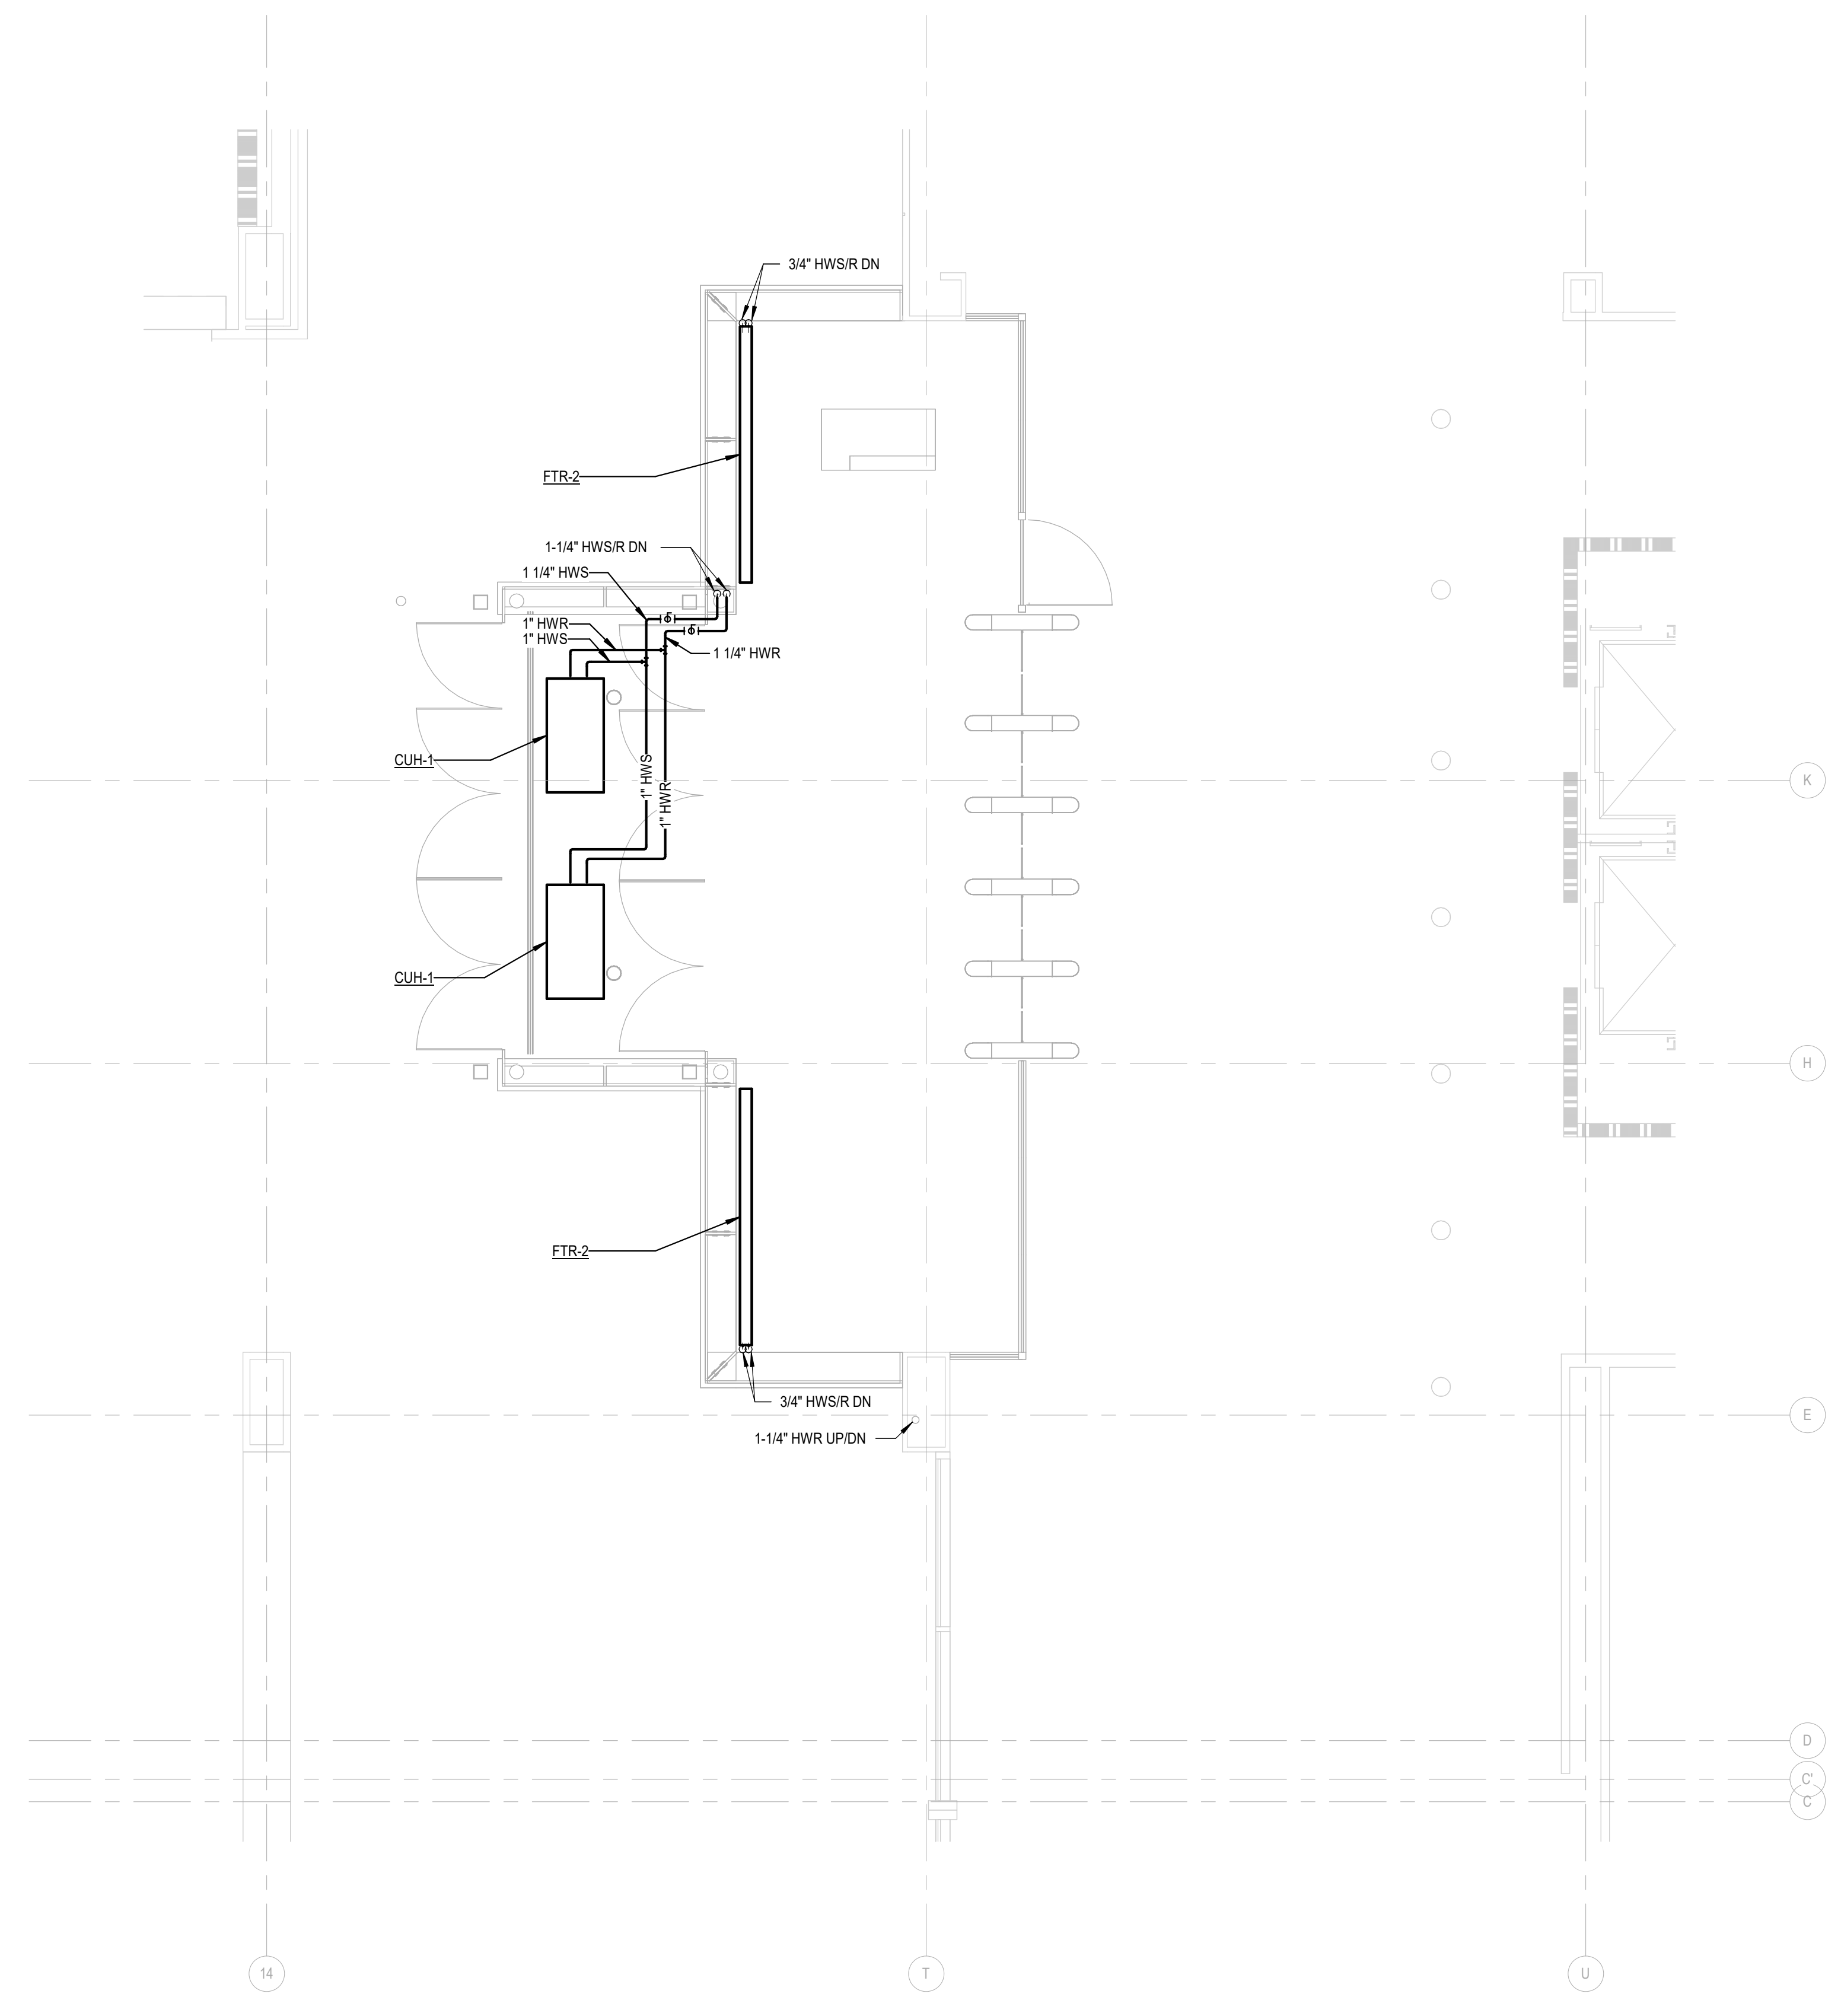 3/4" HWS/R DN
FTR-2
1-1/4" HWS/R DN
1 1/4" HWS
1" HWR
1" HWS
1 1/4" HWR
CUH-1
1" HWS
1" HWR
K
CUH-1
H
FTR-2
3/4" HWS/R DN
E
1-1/4" HWR UP/DN
D
C'
C
14
T
U